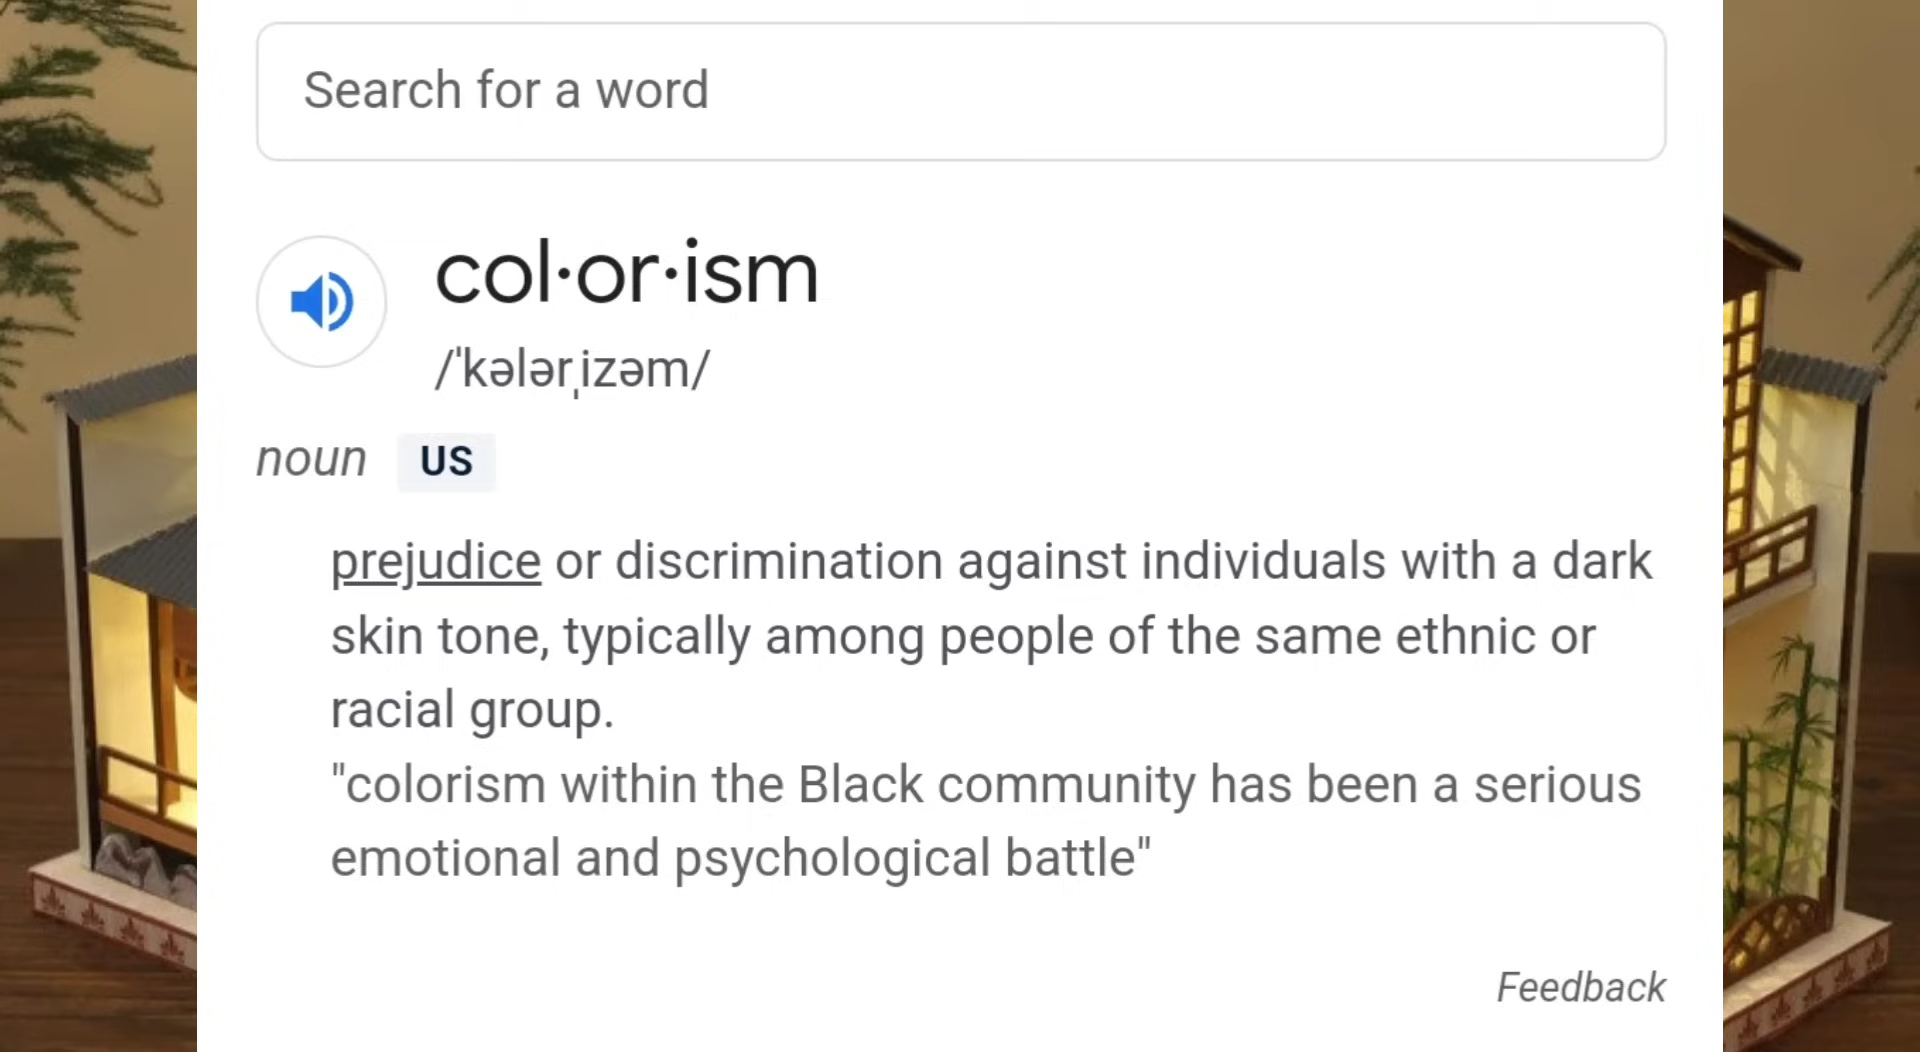 Search for a word
col·or·ism
/ˈkələrˌizəm/
noun US
prejudice or discrimination against individuals with a dark
skin tone, typically among people of the same ethnic or
racial group.
"colorism within the Black community has been a serious
emotional and psychological battle"
Feedback